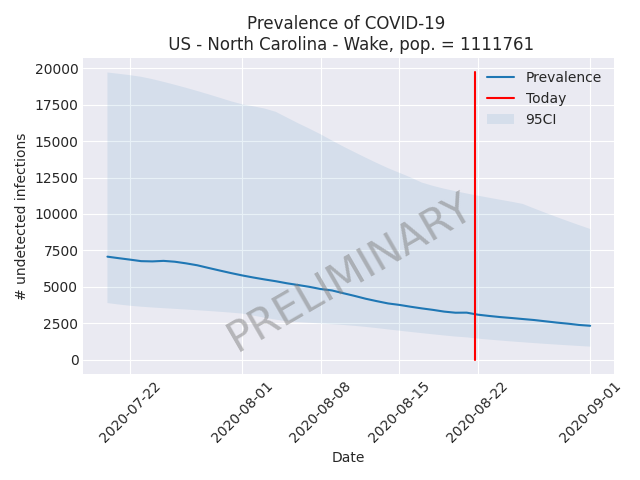 Prevalence of COVID-19
US - North Carolina - Wake, pop. = 1111761
20000
17500
15000
12500
10000
7500
5000
2500
0
# undetected infections
Prevalence
Today
95CI
PRELIMINARY
2020-07-22
2020-08-01
2020-08-08
2020-08-15
2020-08-22
2020-09-01
Date